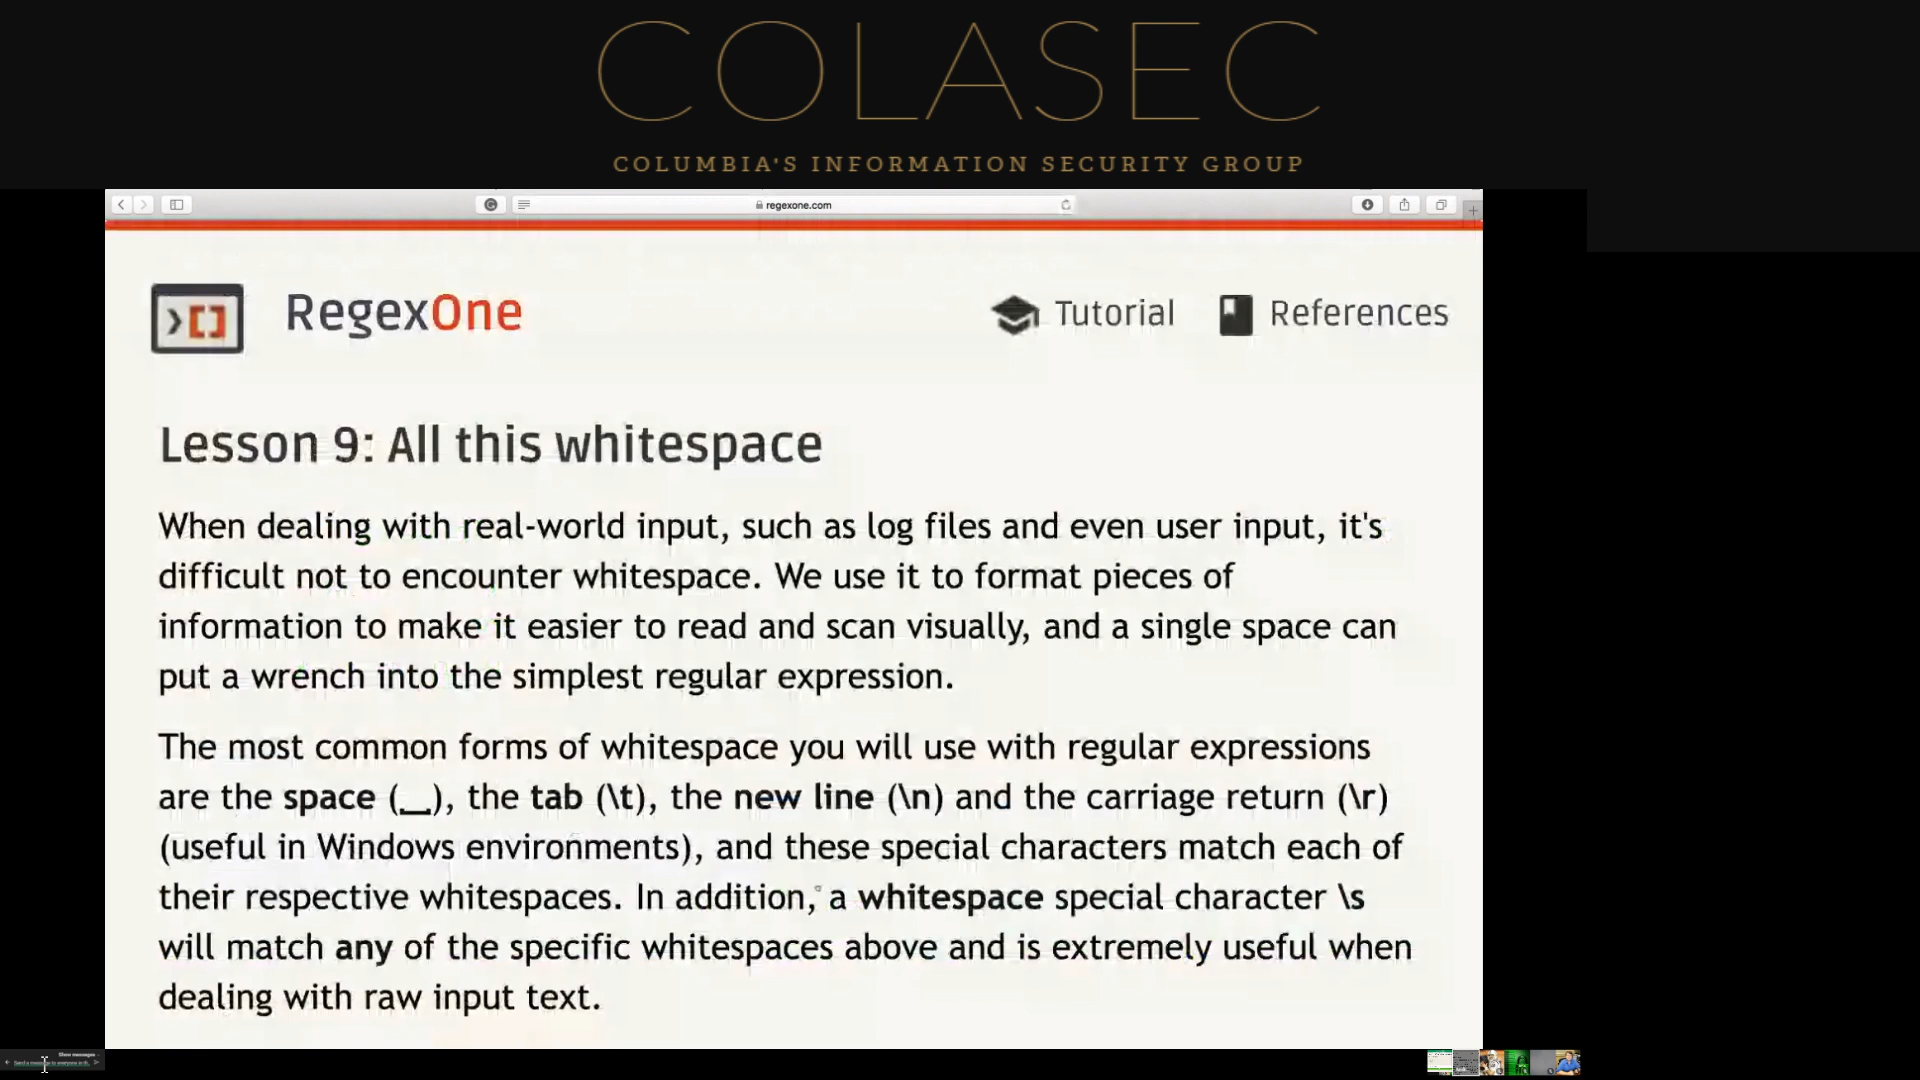 COLASEC
COLUMBIA'S INFORMATION SECURITY GROUP
regexone.com
RegexOne
Tutorial
References
Lesson 9: All this whitespace
When dealing with real-world input, such as log files and even user input, it's
difficult not to encounter whitespace. We use it to format pieces of
information to make it easier to read and scan visually, and a single space can
put a wrench into the simplest regular expression.
The most common forms of whitespace you will use with regular expressions
are the space (_), the tab (\t), the new line (\n) and the carriage return (\r)
(useful in Windows environments), and these special characters match each of
their respective whitespaces. In addition, a whitespace special character \s
will match any of the specific whitespaces above and is extremely useful when
dealing with raw input text.
Show messages